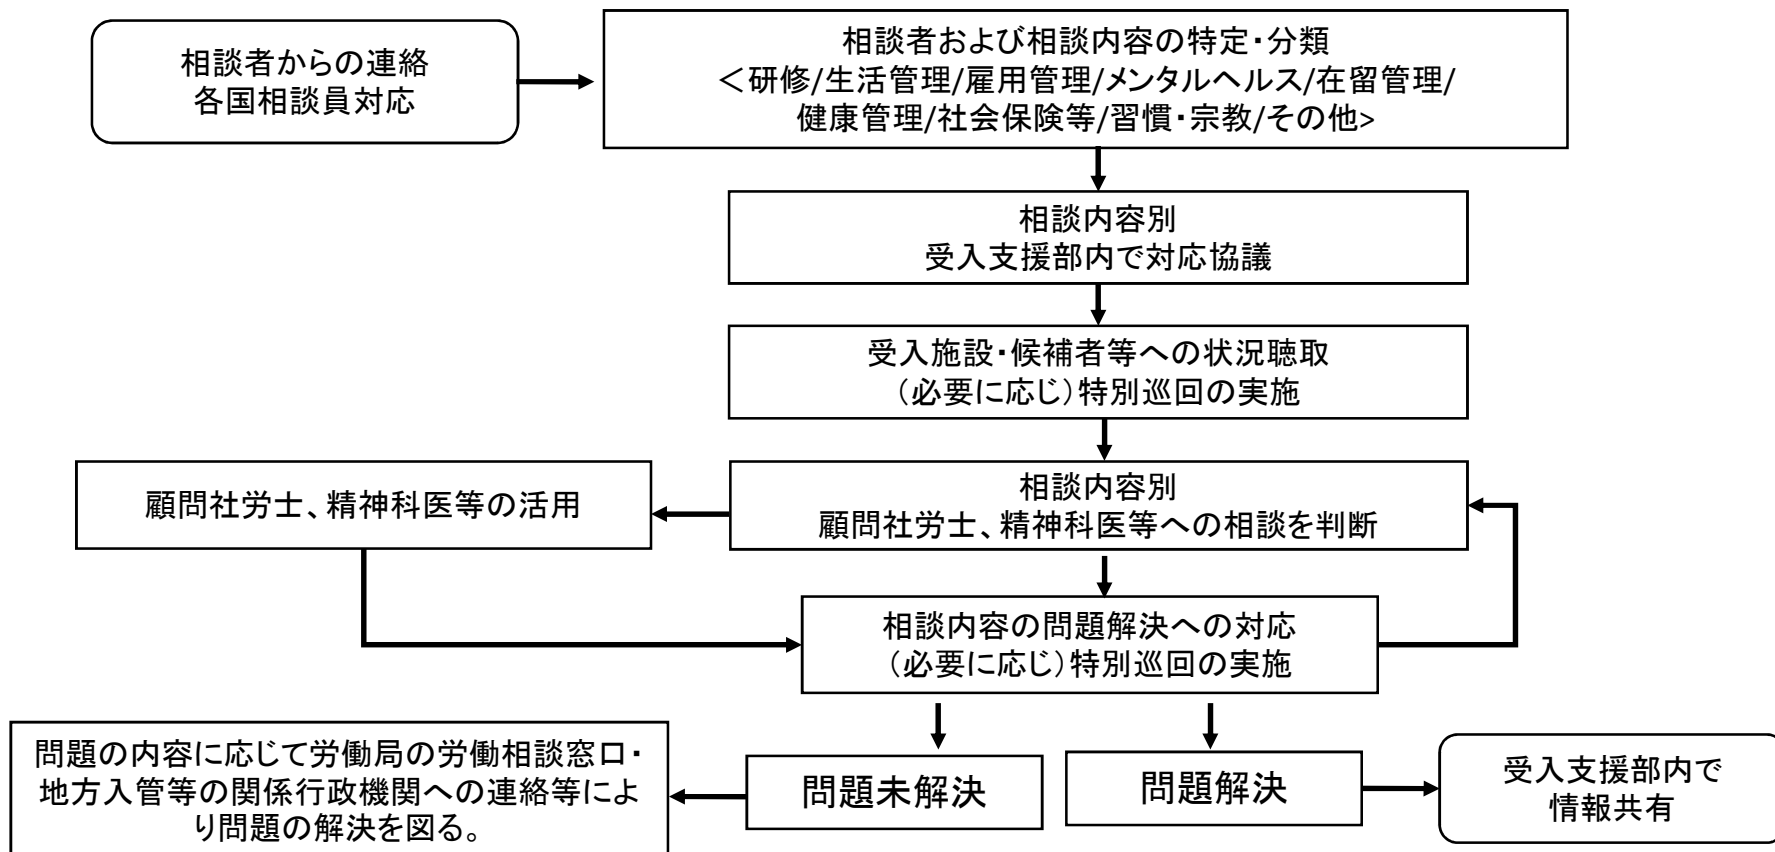 相談者からの連絡
各国相談員対応
相談者および相談内容の特定・分類
＜研修/生活管理/雇用管理/メンタルヘルス/在留管理/
健康管理/社会保険等/習慣・宗教/その他>
相談内容別
受入支援部内で対応協議
受入施設・候補者等への状況聴取
（必要に応じ）特別巡回の実施
相談内容別
顧問社労士、精神科医等への相談を判断
顧問社労士、精神科医等の活用
相談内容の問題解決への対応
（必要に応じ）特別巡回の実施
問題未解決
問題の内容に応じて労働局の労働相談窓口・
地方入管等の関係行政機関への連絡等によ
り問題の解決を図る。
問題解決
受入支援部内で
情報共有